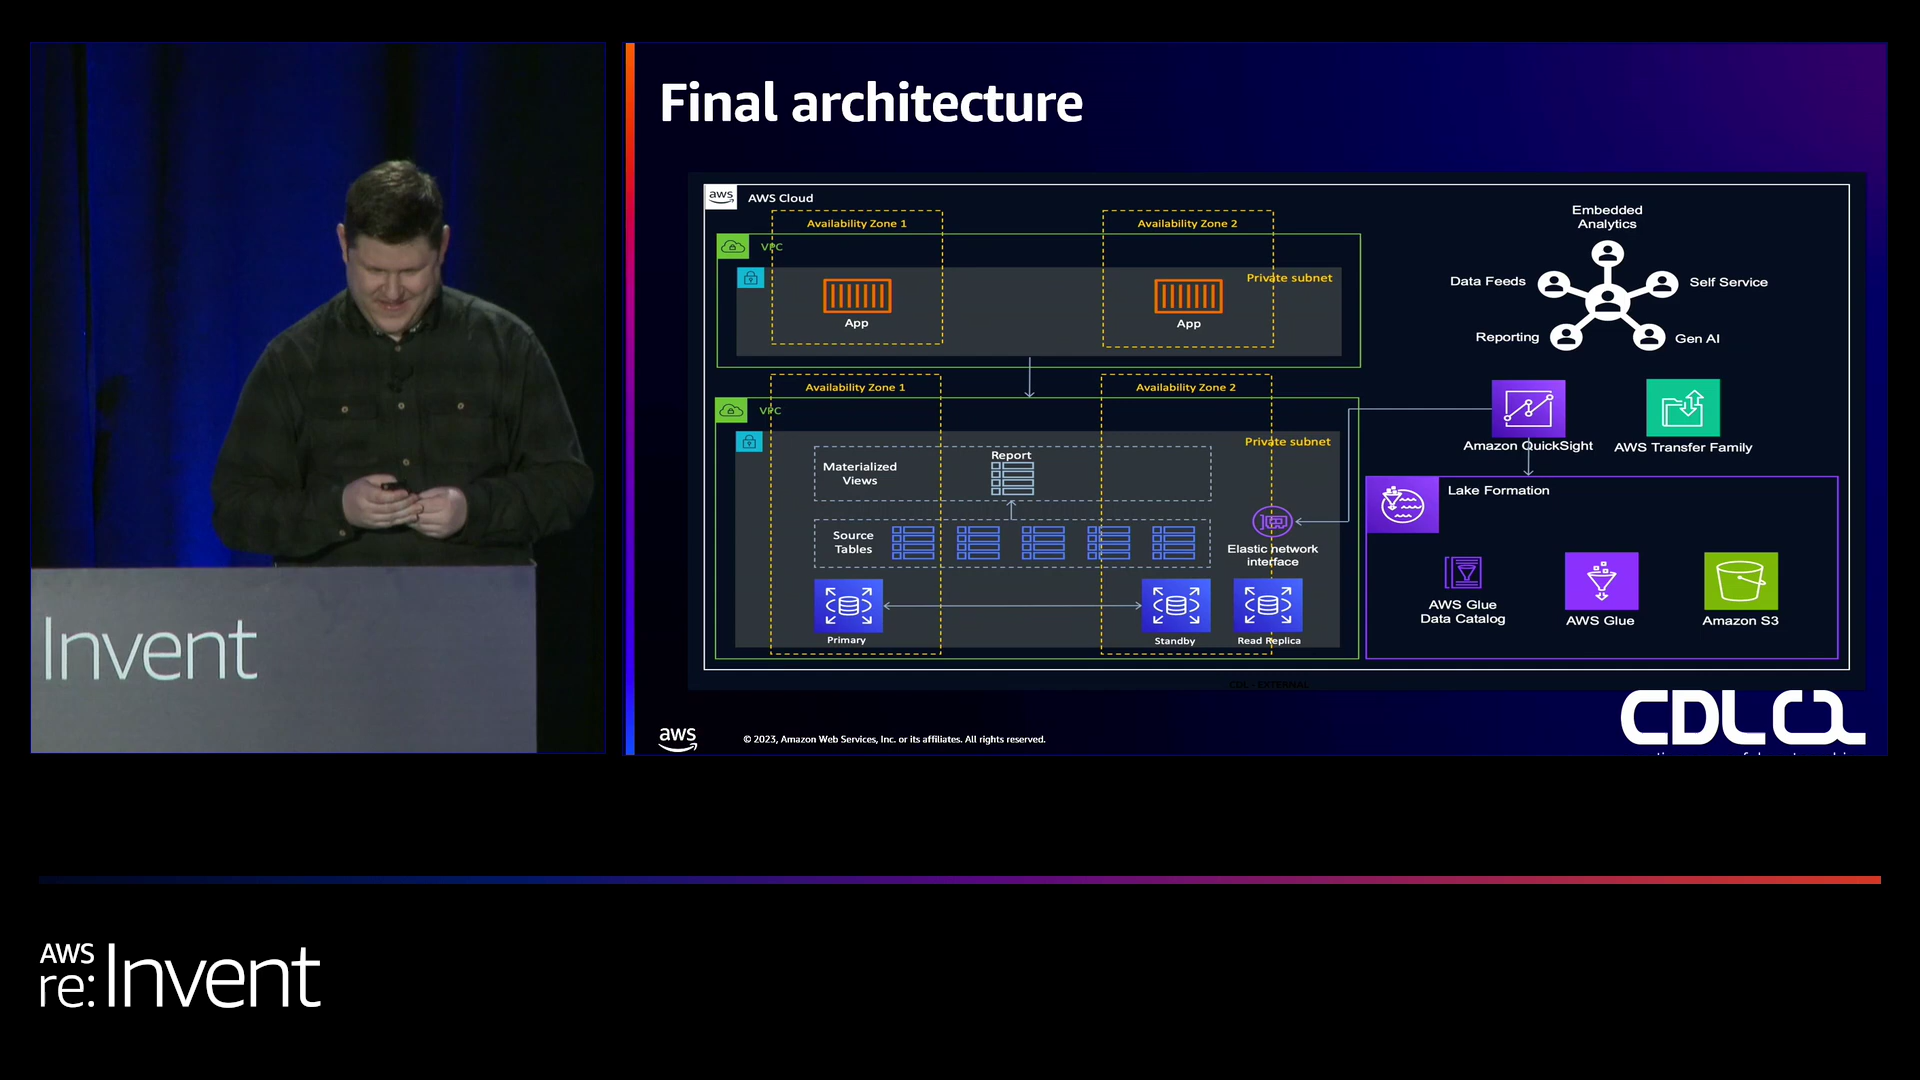 Invent
Final architecture
aws
AWS Cloud
Availability Zone 1
Availability Zone 2
VPC
Private subnet
App
App
Embedded
Analytics
Data Feeds
Self Service
Reporting
Gen AI
Availability Zone 1
Availability Zone 2
VPC
Private subnet
Materialized
Views
Report
Source
Tables
Elastic network
interface
Primary
Standby
Read Replica
Amazon QuickSight
AWS Transfer Family
Lake Formation
AWS Glue
Data Catalog
AWS Glue
Amazon S3
CDL - EXTERNAL
aws
© 2023, Amazon Web Services, Inc. or its affiliates. All rights reserved.
CDL
AWS
re:Invent